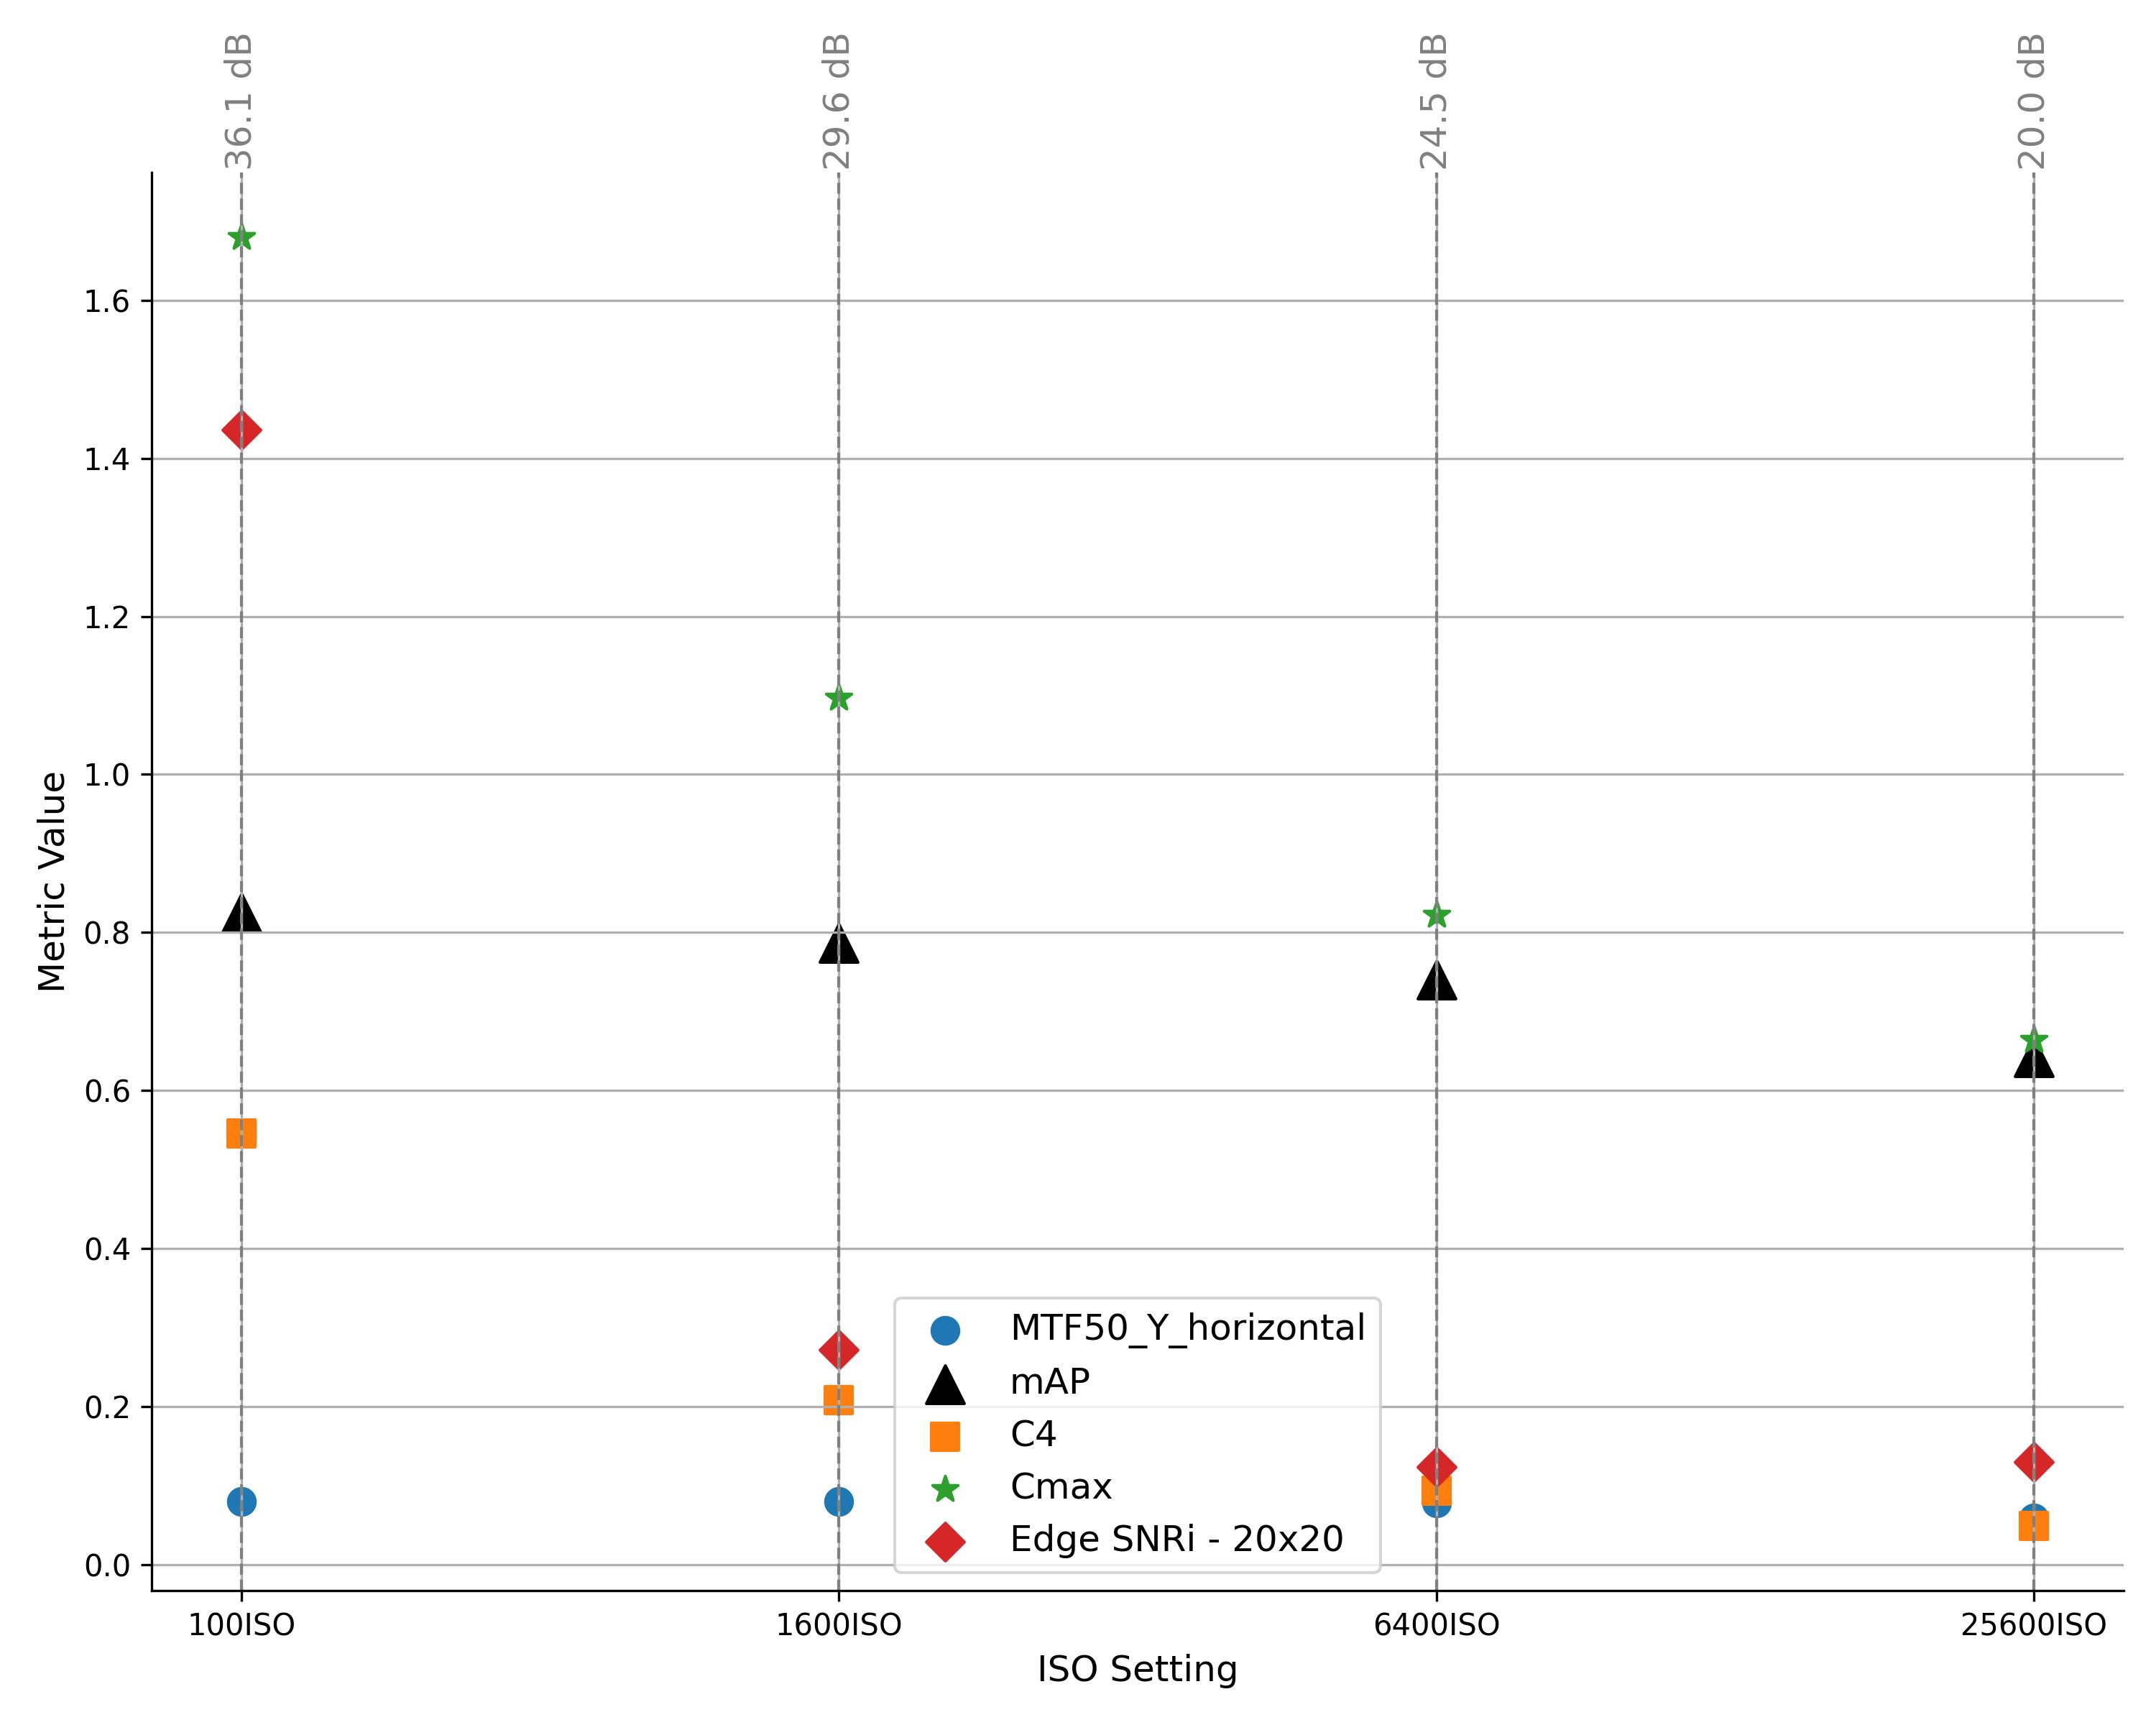 36.1 dB
29.6 dB
24.5 dB
20.0 dB
Metric Value
1.6
1.4
1.2
1.0
0.8
0.6
0.4
0.2
0.0
MTF50_Y_horizontal
mAP
C4
Cmax
Edge SNRi - 20x20
100ISO
1600ISO
6400ISO
25600ISO
ISO Setting